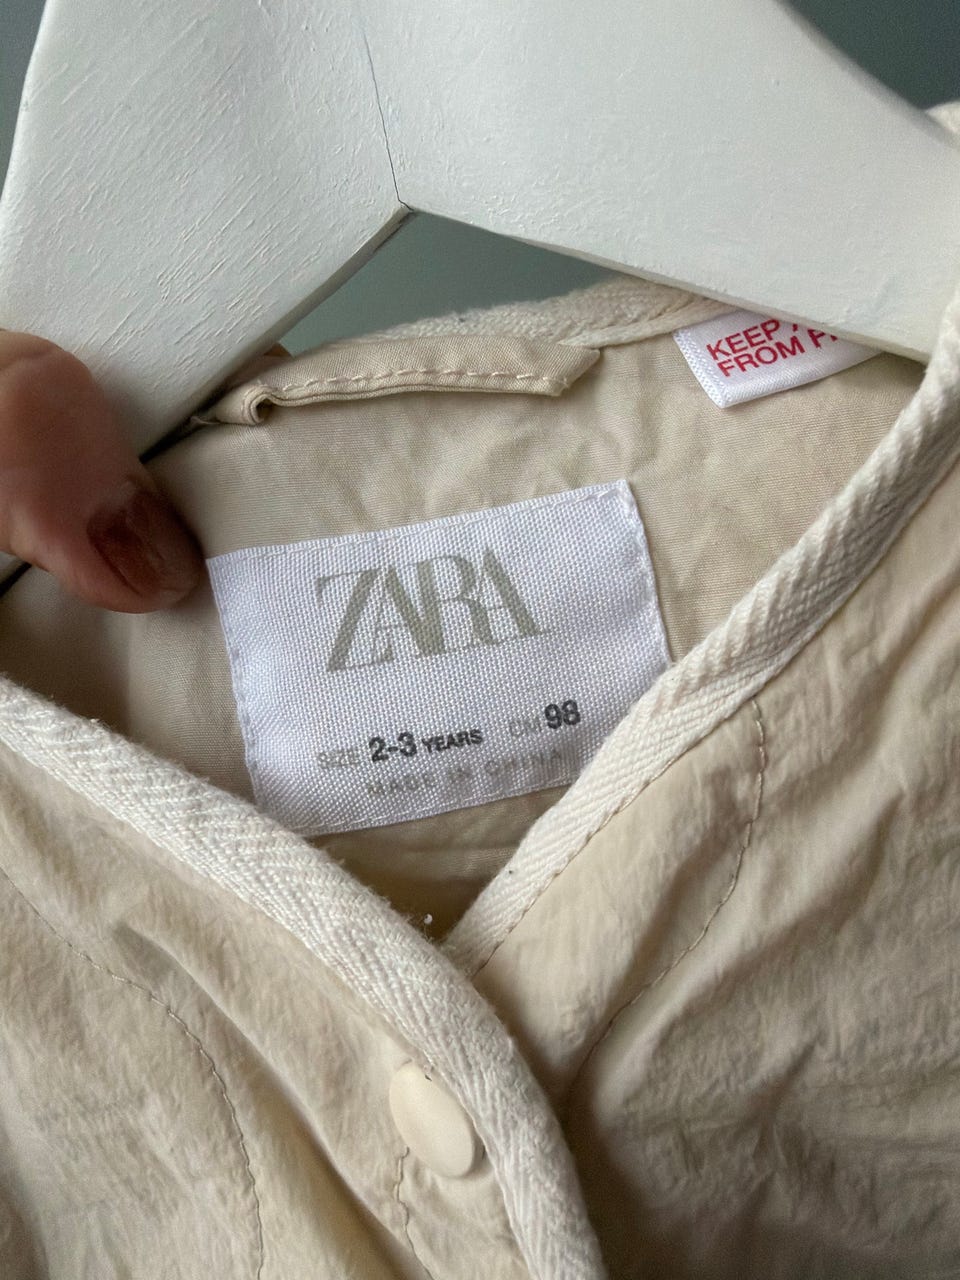 KEEP
FROM
ZARA
SIZE 2-3 YEARS CM 98
MADE IN CHINA